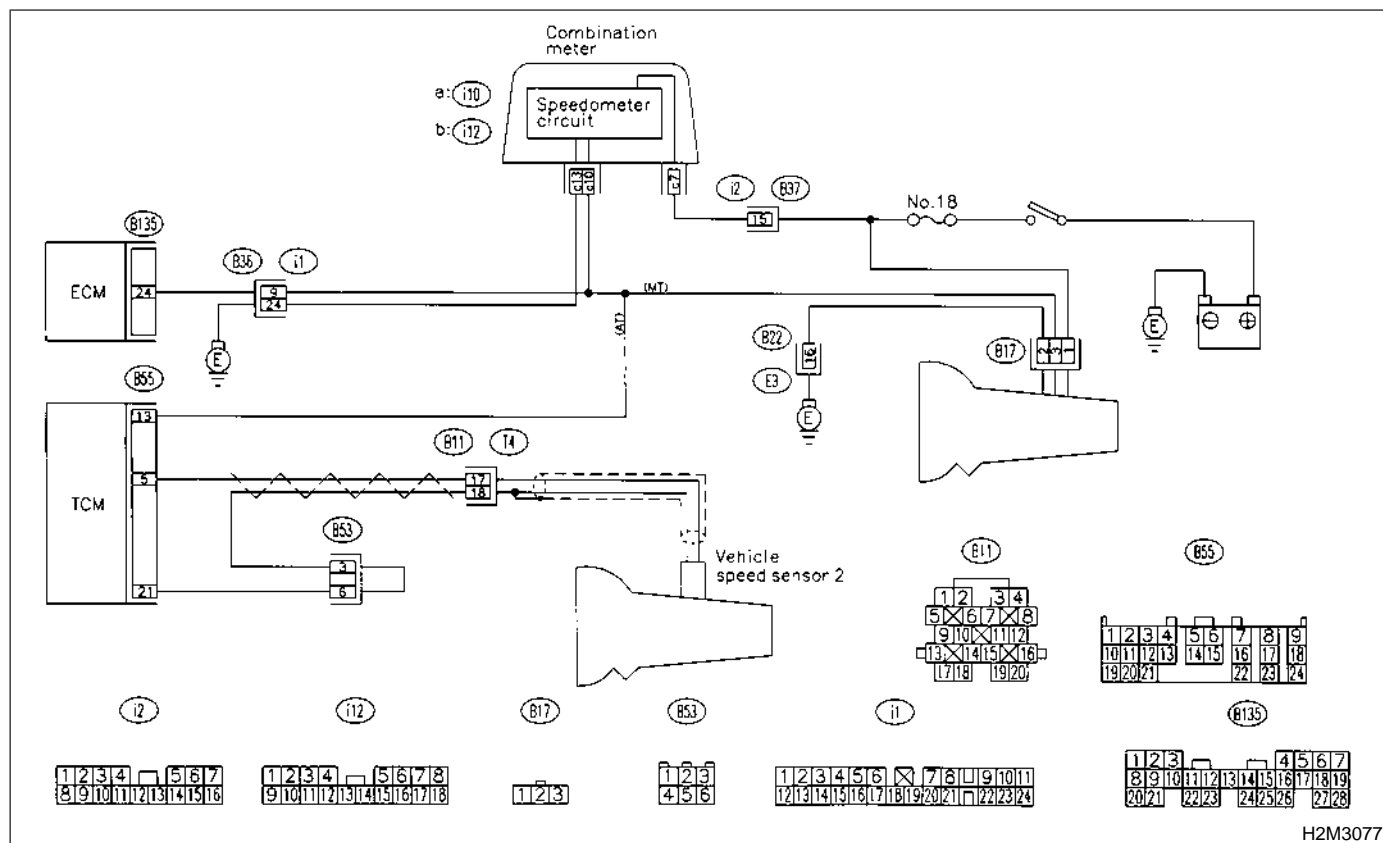 Combination
meter
a: i10
b: i12
Speedometer
circuit
c13 c10
c7
i2 B37
15
No.18
B135
ECM
24
B36 i1
9
24
(MT)
(AT)
E
B22
16
E3
E
B17
2 3 1
E
B55
TCM
13
5
21
B11 T4
17
18
B53
3
6
Vehicle
speed sensor 2
B11
1 2 3 4
5 6 7 8
9 10 11 12
13 14 15 16
17 18 19 20
B55
1 2 3 4 5 6 7 8 9
10 11 12 13 14 15 16 17 18
19 20 21 22 23 24
i2
1 2 3 4 5 6 7
8 9 10 11 12 13 14 15 16
i12
1 2 3 4 5 6 7 8
9 10 11 12 13 14 15 16 17 18
B17
1 2 3
B53
1 2 3
4 5 6
i1
1 2 3 4 5 6 7 8 9 10 11
12 13 14 15 16 17 18 19 20 21 22 23 24
B135
1 2 3 4 5 6 7
8 9 10 11 12 13 14 15 16 17 18 19
20 21 22 23 24 25 26 27 28
H2M3077